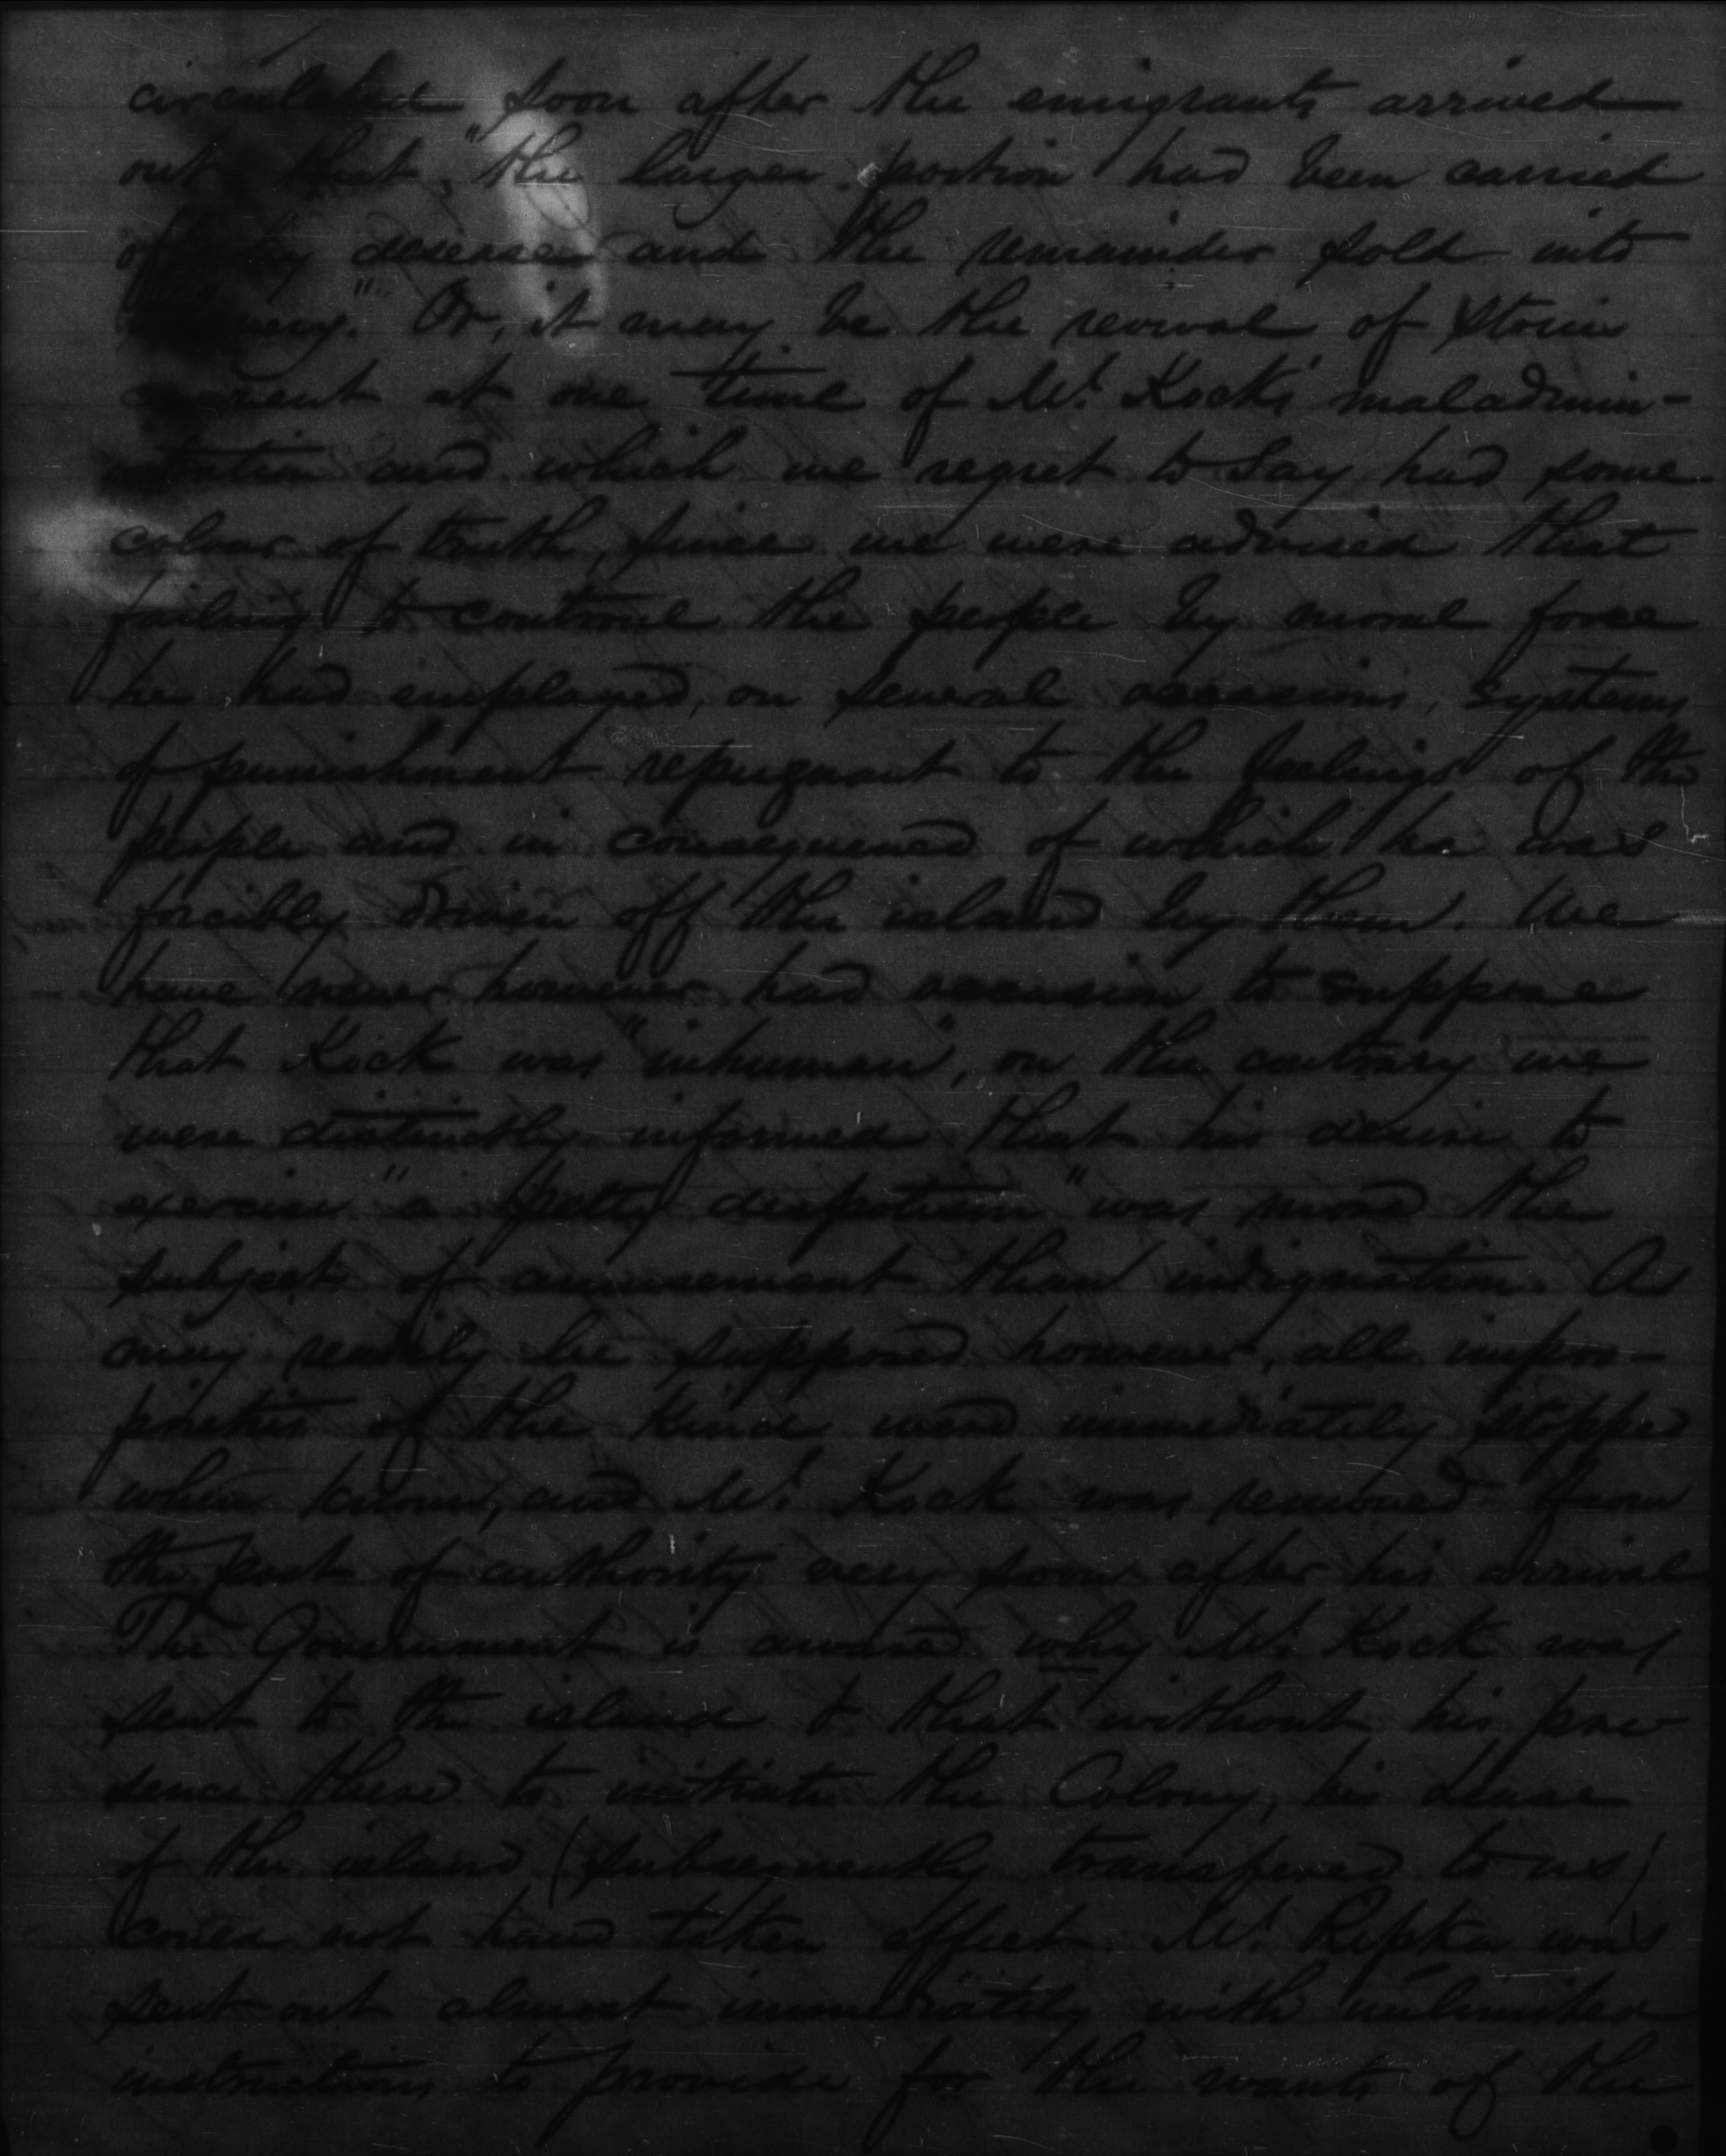 circulated soon after the emigrants arrived
out that, "the larger portion had been carried
off by disease and the remainder sold into
slavery." Or, it may be the revival of stories
current at one time of Mr. Kock's maladmin-
istration and which we regret to say had some
colour of truth, since we were advised that
failing to controul the people by moral force
he had employed, on several occasions, systems
of punishment repugnant to the feelings of the
people and in consequence of which he was
forcibly driven off the island by them. We
have never however had occasion to suppose
that Kock was "inhuman", on the contrary we
were distinctly informed that his desire to
exercise "a petty despotism" was more the
subject of amusement than indignation. As
may readily be supposed however, all impro-
prieties of the kind were immediately stopped
when known, and Mr. Kock was removed from
the seat of authority very soon after his arrival
The Government is aware why Mr. Kock was
sent to the island & that without his pre-
sence there to initiate the Colony, his lease
of the island (subsequently transfered to us)
could not have taken effect. Mr. Ripka was
sent out almost immediately with unlimited
instructions to provide for the wants of the